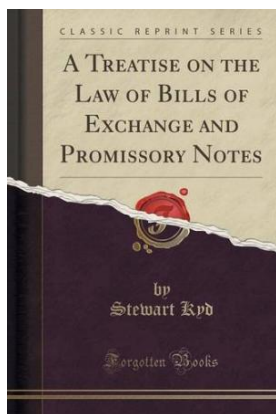 CLASSIC REPRINT SERIES
A TREATISE ON THE
LAW OF BILLS OF
EXCHANGE AND
PROMISSORY NOTES
by
Stewart Kyd
Forgotten Books